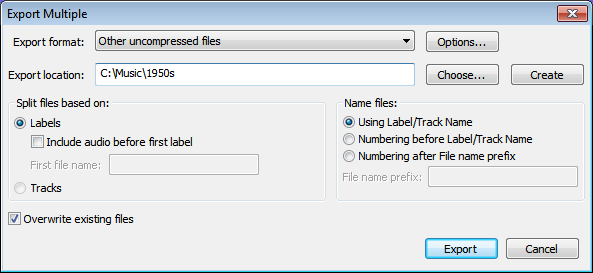 Export Multiple
Export format: Other uncompressed files Options...
Export location: C:\Music\1950s Choose... Create
Split files based on:
Labels
Include audio before first label
First file name:
Tracks
Name files:
Using Label/Track Name
Numbering before Label/Track Name
Numbering after File name prefix
File name prefix:
Overwrite existing files
Export Cancel